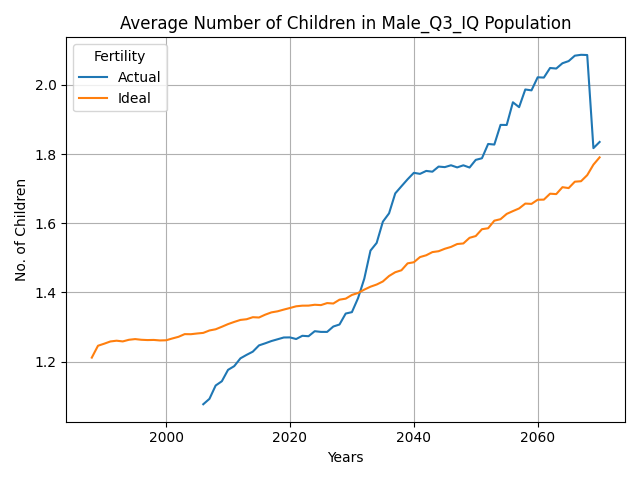 Average Number of Children in Male_Q3_IQ Population
Fertility
Actual
Ideal
No. of Children
2.0
1.8
1.6
1.4
1.2
2000 2020 2040 2060
Years